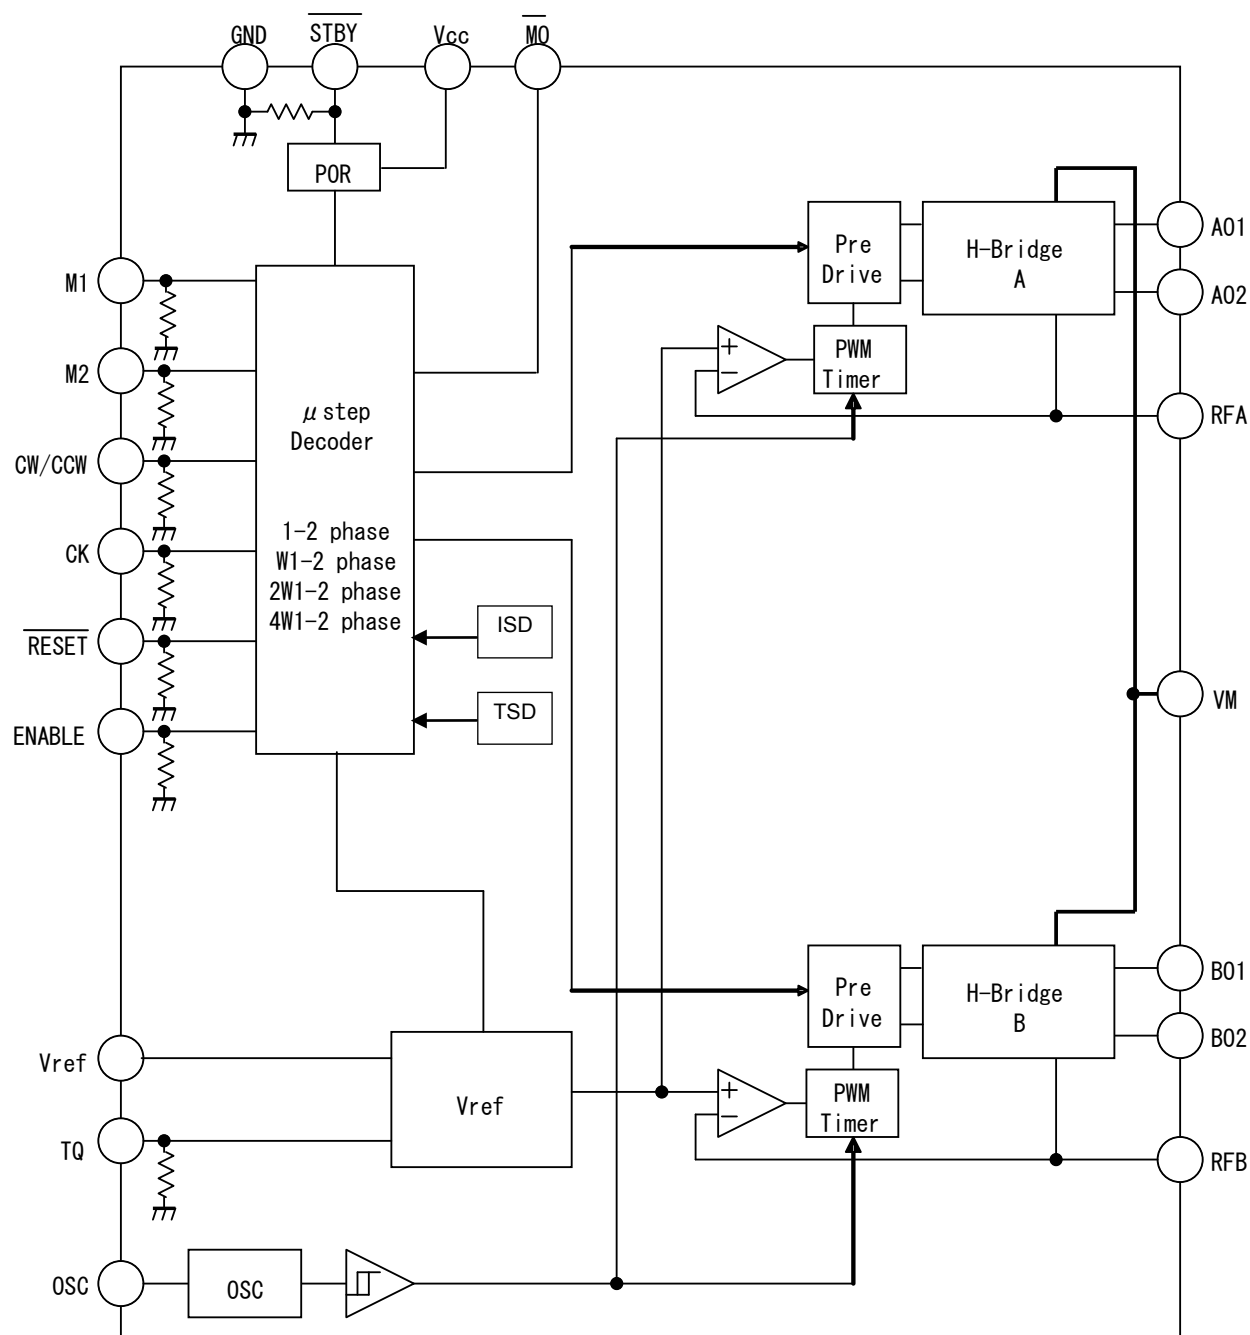 GND
STBY
Vcc
MO
POR
M1
M2
CW/CCW
CK
RESET
ENABLE
μ step
Decoder
1-2 phase
W1-2 phase
2W1-2 phase
4W1-2 phase
ISD
TSD
Pre
Drive
H-Bridge
A
+
−
PWM
Timer
AO1
AO2
RFA
VM
Pre
Drive
H-Bridge
B
+
−
PWM
Timer
BO1
BO2
RFB
Vref
TQ
Vref
OSC
OSC